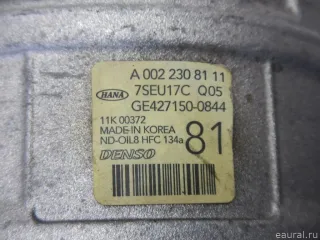 A 002 230 81 11
HANA
7SEU17C Q05
GE427150-0844
11K 00372
MADE IN KOREA
ND-OIL8 HFC 134a
81
DENSO
© eaural.ru